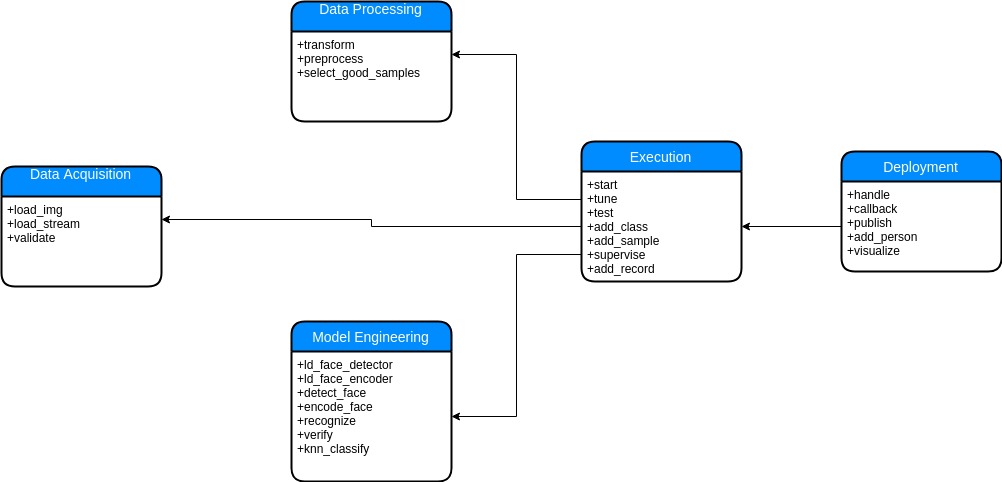 Data Processing
+transform
+preprocess
+select_good_samples
Data Acquisition
+load_img
+load_stream
+validate
Execution
+start
+tune
+test
+add_class
+add_sample
+supervise
+add_record
Deployment
+handle
+callback
+publish
+add_person
+visualize
Model Engineering
+ld_face_detector
+ld_face_encoder
+detect_face
+encode_face
+recognize
+verify
+knn_classify